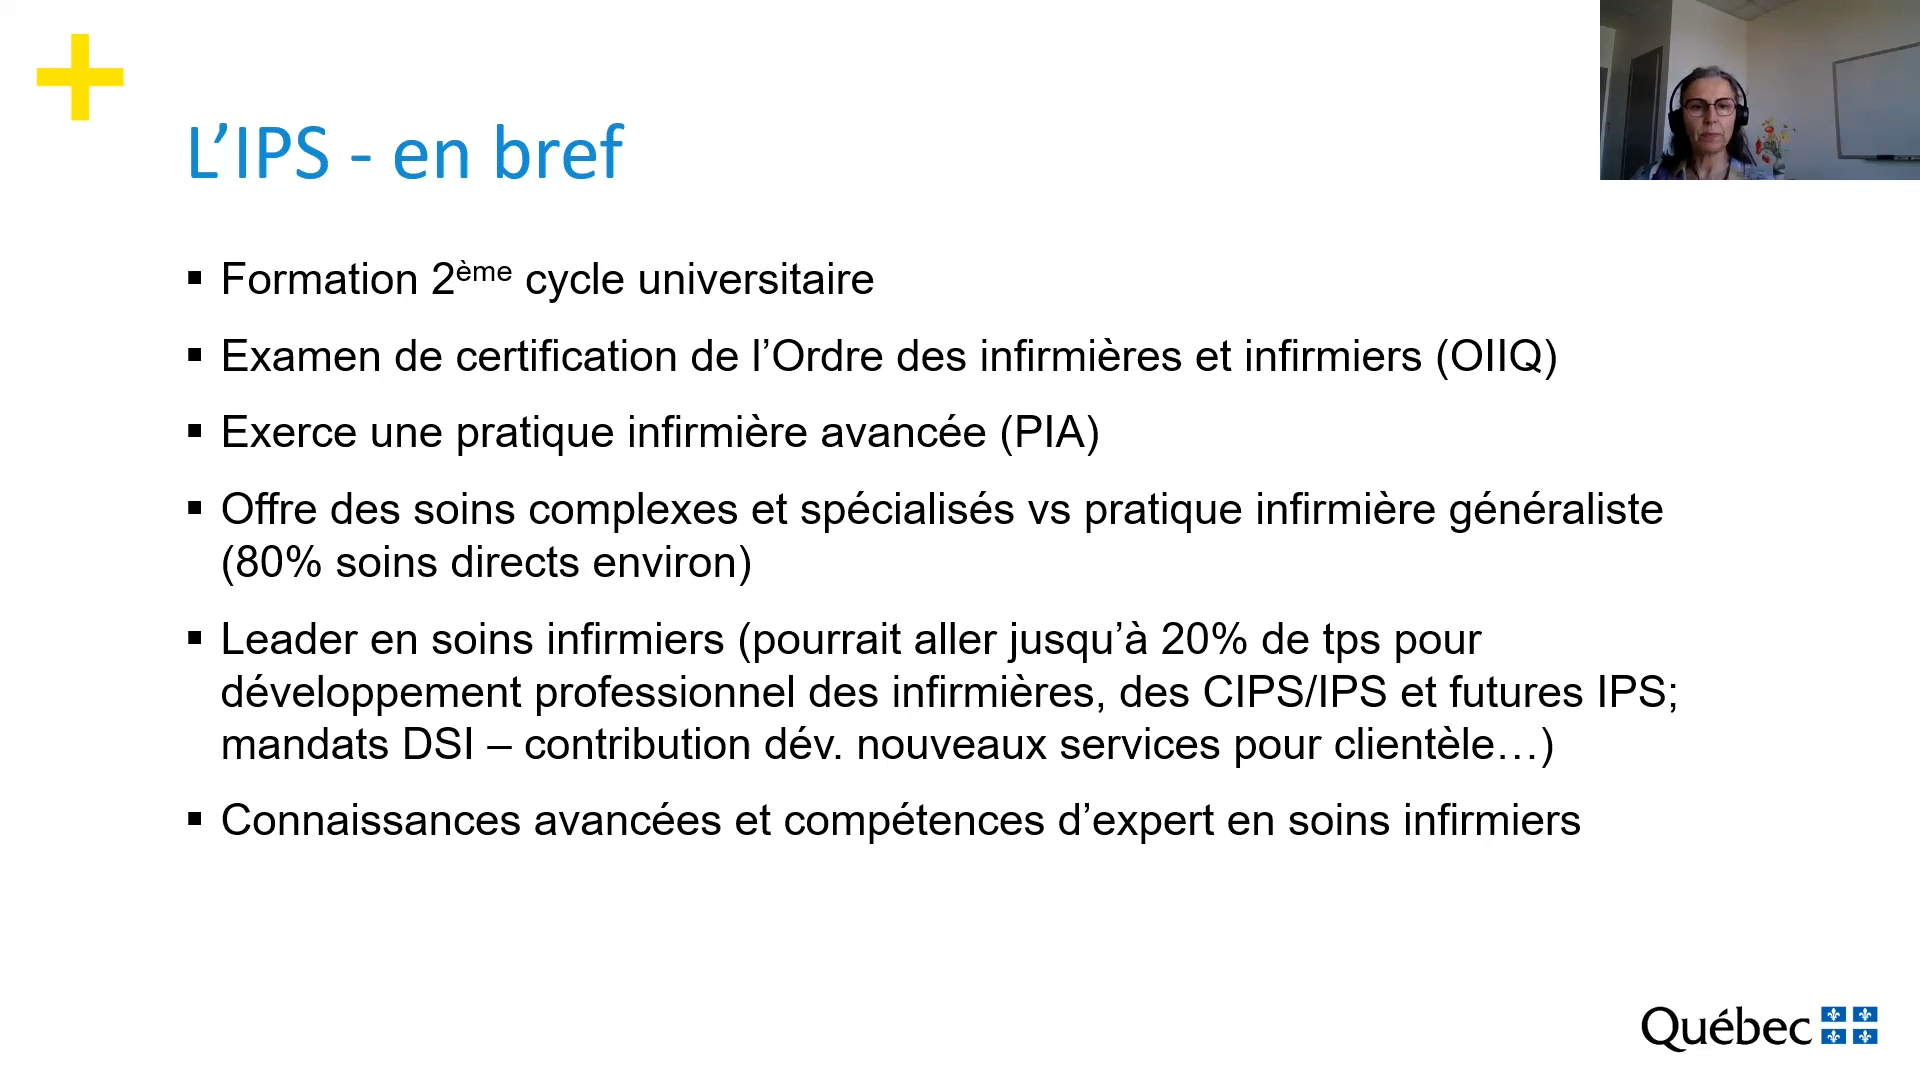 L’IPS - en bref
▪ Formation 2ème cycle universitaire
▪ Examen de certification de l’Ordre des infirmières et infirmiers (OIIQ)
▪ Exerce une pratique infirmière avancée (PIA)
▪ Offre des soins complexes et spécialisés vs pratique infirmière généraliste
(80% soins directs environ)
▪ Leader en soins infirmiers (pourrait aller jusqu’à 20% de tps pour
développement professionnel des infirmières, des CIPS/IPS et futures IPS;
mandats DSI – contribution dév. nouveaux services pour clientèle…)
▪ Connaissances avancées et compétences d’expert en soins infirmiers
Québec